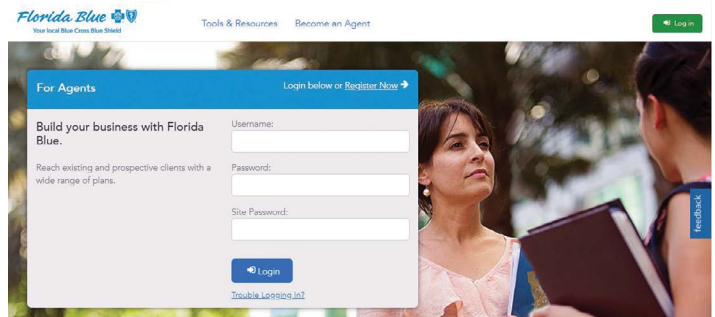 Florida Blue
Your local Blue Cross Blue Shield
Tools & Resources Become an Agent
Log in
For Agents
Login below or Register Now
Build your business with Florida
Blue.
Reach existing and prospective clients with a
wide range of plans.
Username:
Password:
Site Password:
Login
Trouble Logging In?
feedback